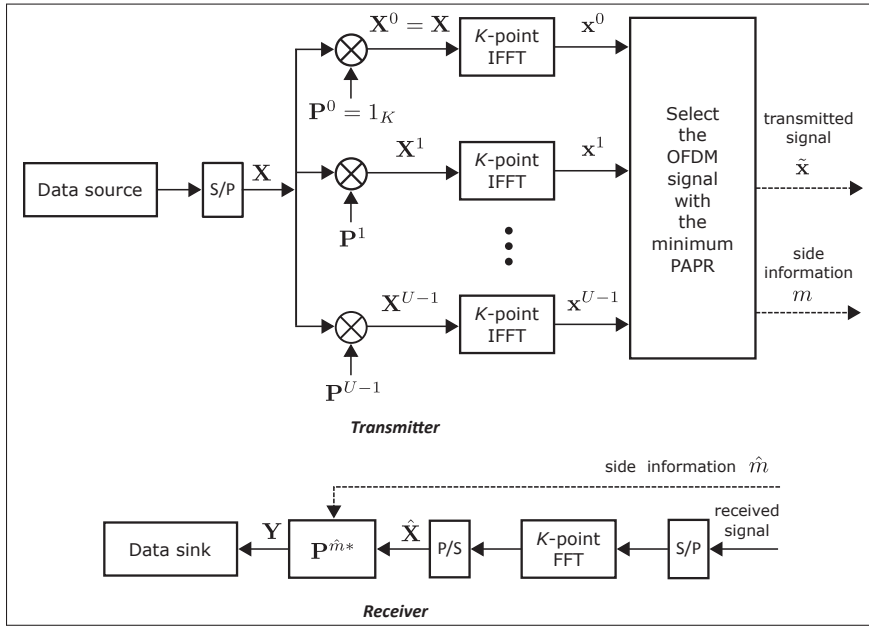 X⁰ = X
K-point
IFFT
x⁰
P⁰ = 1_K
Data source
S/P
X
X¹
K-point
IFFT
x¹
P¹
X^{U−1}
K-point
IFFT
x^{U−1}
P^{U−1}
Select
the
OFDM
signal
with
the
minimum
PAPR
transmitted
signal
x̃
side
information
m
Transmitter
side information m̂
received
signal
Data sink
Y
P^{m̂*}
X̂
P/S
K-point
FFT
S/P
Receiver